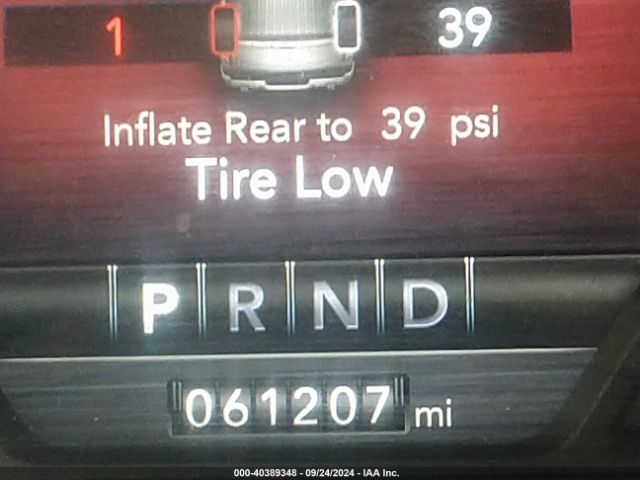 1 39
Inflate Rear to 39 psi
Tire Low
P R N D
061207 mi
000-40389348 - 09/24/2024 - IAA Inc.